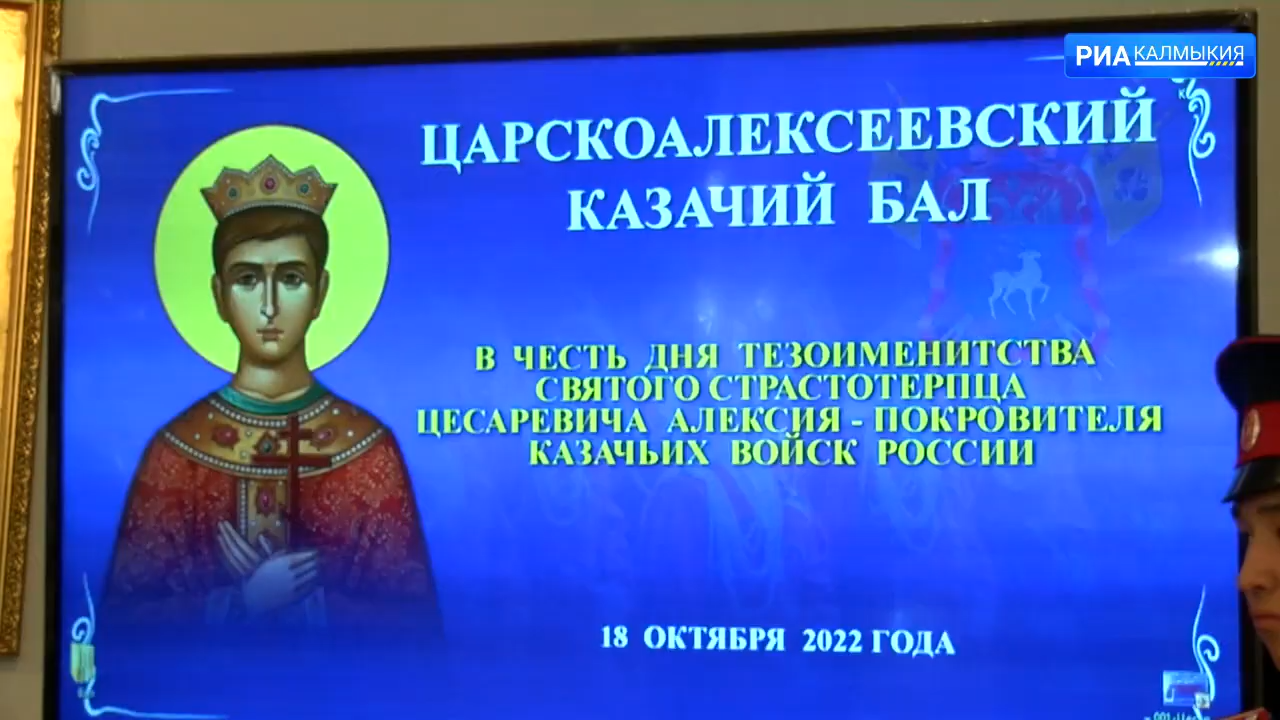 РИА КАЛМЫКИЯ
ЦАРСКОАЛЕКСЕЕВСКИЙ
КАЗАЧИЙ БАЛ
В ЧЕСТЬ ДНЯ ТЕЗОИМЕНИТСТВА
СВЯТОГО СТРАСТОТЕРПЦА
ЦЕСАРЕВИЧА АЛЕКСИЯ - ПОКРОВИТЕЛЯ
КАЗАЧЬИХ ВОЙСК РОССИИ
18 ОКТЯБРЯ 2022 ГОДА